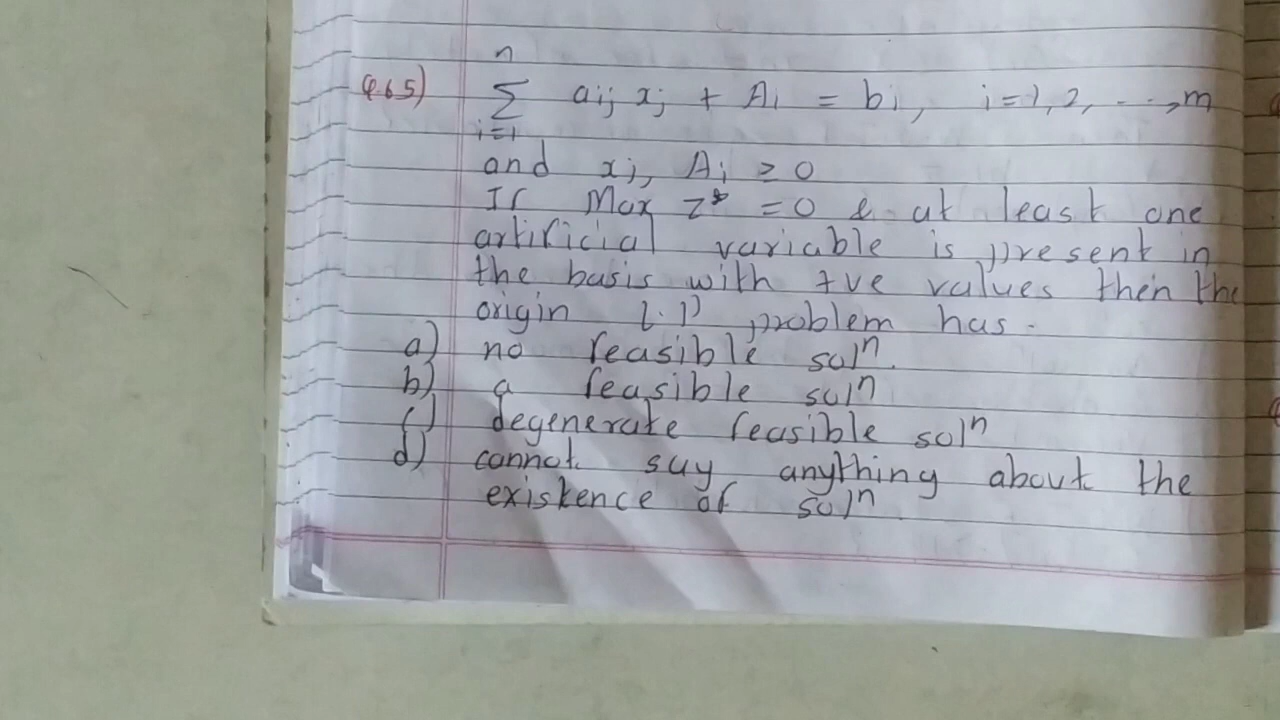 n
Q65) Σ aij xj + Ai = bi, i=1,2, ---,m
i=1
and xj, Ai ≥ 0
If Max Z* = 0 & at least one
artificial variable is present in
the basis with +ve values then the
origin L.P problem has.
a) no feasible solⁿ.
b) a feasible solⁿ
c) degenerate feasible solⁿ
d) cannot say anything about the
existence of solⁿ.